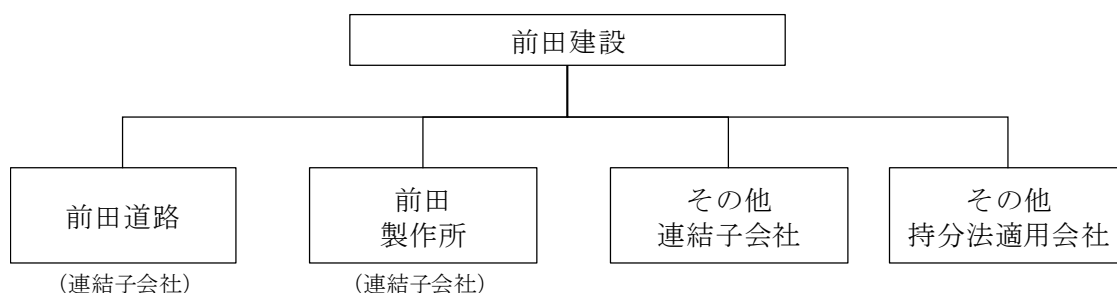 前田建設
前田道路
前田
製作所
その他
連結子会社
その他
持分法適用会社
（連結子会社）
（連結子会社）